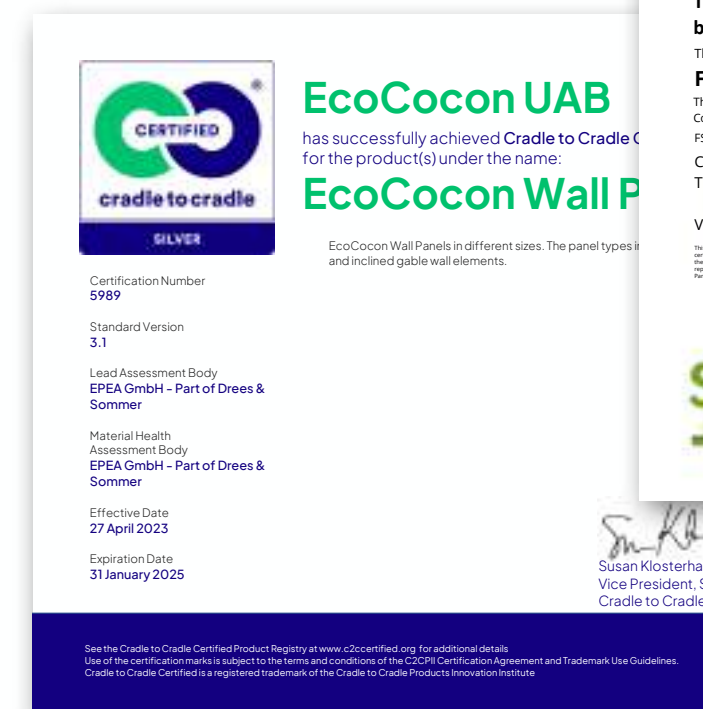 CERTIFIED
®
cradle to cradle
SILVER
EcoCocon UAB
has successfully achieved Cradle to Cradle C
for the product(s) under the name:
EcoCocon Wall P
EcoCocon Wall Panels in different sizes. The panel types in
and inclined gable wall elements.
Certification Number
5989
Standard Version
3.1
Lead Assessment Body
EPEA GmbH - Part of Drees &
Sommer
Material Health
Assessment Body
EPEA GmbH - Part of Drees &
Sommer
Effective Date
27 April 2023
Expiration Date
31 January 2025
Susan Klosterha
Vice President, S
Cradle to Cradle
See the Cradle to Cradle Certified Product Registry at www.c2ccertified.org for additional details
Use of the certification marks is subject to the terms and conditions of the C2CPII Certification Agreement and Trademark Use Guidelines.
Cradle to Cradle Certified is a registered trademark of the Cradle to Cradle Products Innovation Institute